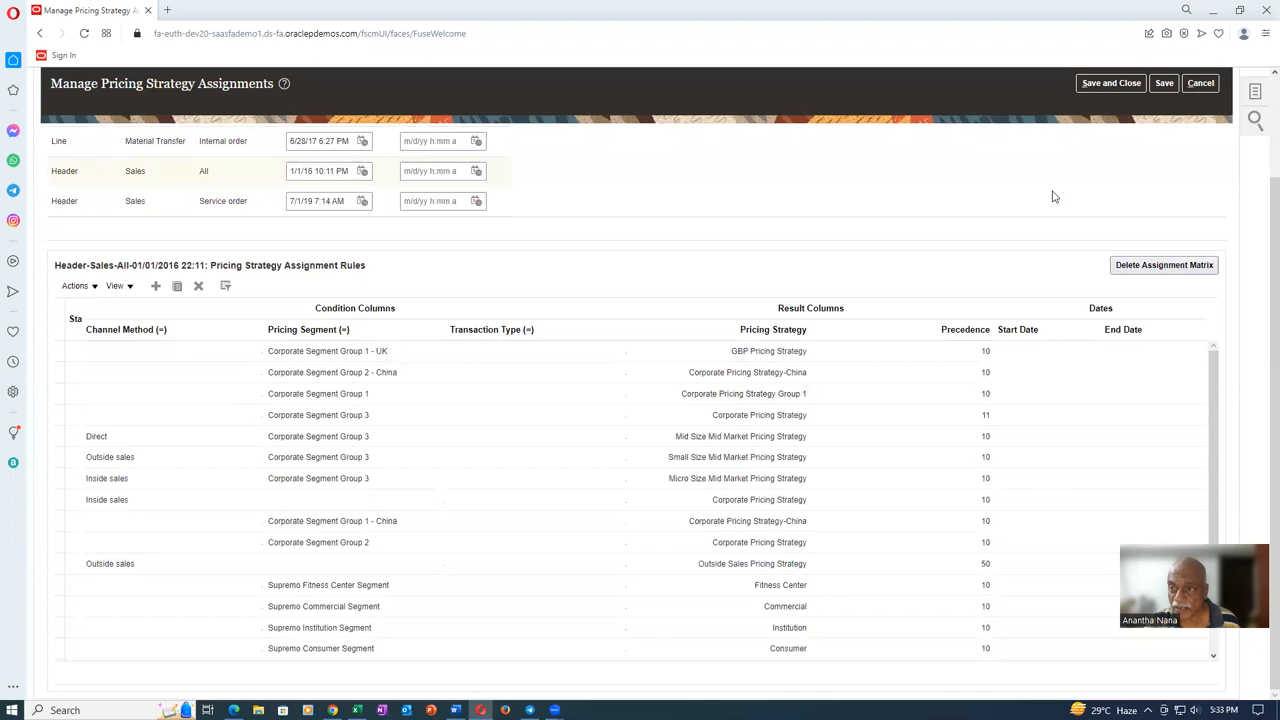 Manage Pricing Strategy A
fa-euth-dev20-saasfademo1.ds-fa.oraclepdemos.com/fscmUI/faces/FuseWelcome
Sign In
Manage Pricing Strategy Assignments ?
Save and Close Save Cancel
Line Material Transfer Internal order 6/28/17 6:27 PM m/d/yy h:mm a
Header Sales All 1/1/16 10:11 PM m/d/yy h:mm a
Header Sales Service order 7/1/19 7:14 AM m/d/yy h:mm a
Header-Sales-All-01/01/2016 22:11: Pricing Strategy Assignment Rules
Delete Assignment Matrix
Actions View
Condition Columns Result Columns Dates
Sta
Channel Method (=) Pricing Segment (=) Transaction Type (=) Pricing Strategy Precedence Start Date End Date
Corporate Segment Group 1 - UK GBP Pricing Strategy 10
Corporate Segment Group 2 - China Corporate Pricing Strategy-China 10
Corporate Segment Group 1 Corporate Pricing Strategy Group 1 10
Corporate Segment Group 3 Corporate Pricing Strategy 11
Direct Corporate Segment Group 3 Mid Size Mid Market Pricing Strategy 10
Outside sales Corporate Segment Group 3 Small Size Mid Market Pricing Strategy 10
Inside sales Corporate Segment Group 3 Micro Size Mid Market Pricing Strategy 10
Inside sales Corporate Pricing Strategy 10
Corporate Segment Group 1 - China Corporate Pricing Strategy-China 10
Corporate Segment Group 2 Corporate Pricing Strategy 10
Outside sales Outside Sales Pricing Strategy 50
Supremo Fitness Center Segment Fitness Center 10
Supremo Commercial Segment Commercial 10
Supremo Institution Segment Institution 10
Supremo Consumer Segment Consumer 10
Anantha Nana
Search
29°C Haze
5:33 PM